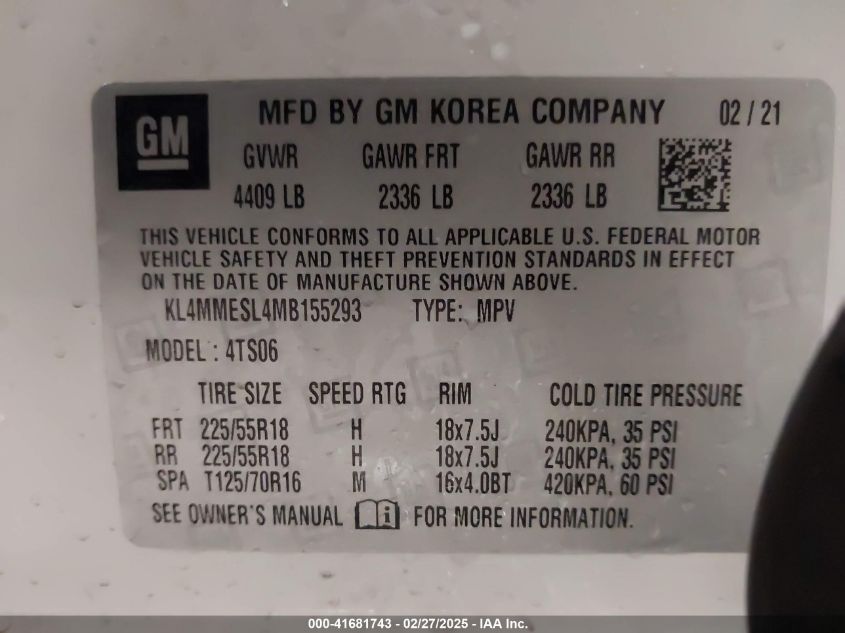 GM
MFD BY GM KOREA COMPANY 02 / 21
GVWR GAWR FRT GAWR RR
4409 LB 2336 LB 2336 LB
THIS VEHICLE CONFORMS TO ALL APPLICABLE U.S. FEDERAL MOTOR
VEHICLE SAFETY AND THEFT PREVENTION STANDARDS IN EFFECT
ON THE DATE OF MANUFACTURE SHOWN ABOVE.
KL4MMESL4MB155293 TYPE: MPV
MODEL : 4TS06
TIRE SIZE SPEED RTG RIM COLD TIRE PRESSURE
FRT 225/55R18 H 18x7.5J 240KPA, 35 PSI
RR 225/55R18 H 18x7.5J 240KPA, 35 PSI
SPA T125/70R16 M 16x4.0BT 420KPA, 60 PSI
SEE OWNER'S MANUAL i FOR MORE INFORMATION.
000-41681743 - 02/27/2025 - IAA Inc.